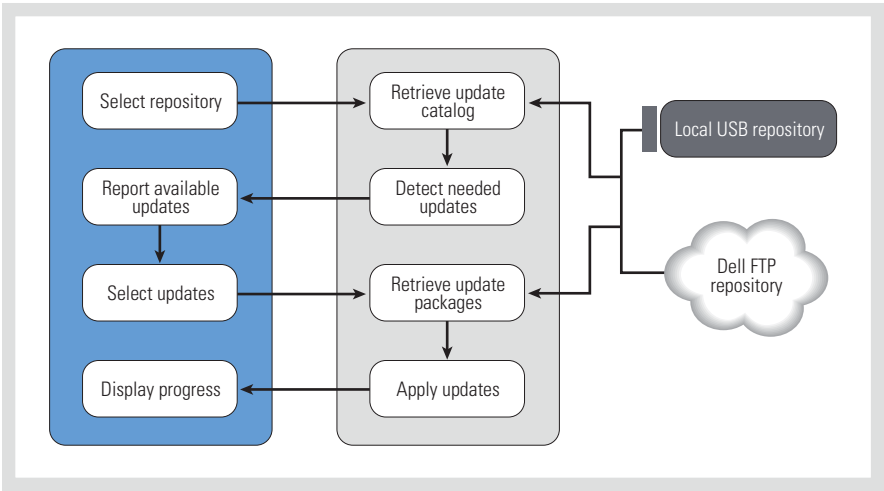 Select repository
Retrieve update
catalog
Local USB repository
Report available
updates
Detect needed
updates
Select updates
Retrieve update
packages
Dell FTP
repository
Display progress
Apply updates